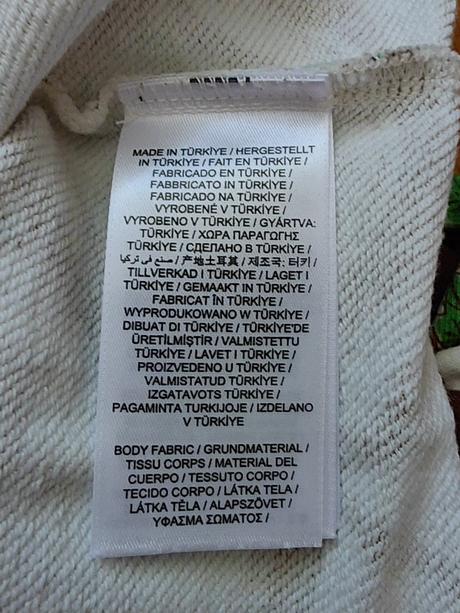 MADE IN TÜRKİYE / HERGESTELLT
IN TÜRKİYE / FAIT EN TÜRKİYE /
FABRICADO EN TÜRKİYE /
FABBRICATO IN TÜRKİYE /
FABRICADO NA TÜRKİYE /
VYROBENÉ V TÜRKİYE /
VYROBENO V TÜRKİYE / GYÁRTVA:
TÜRKİYE / ΧΩΡΑ ΠΑΡΑΓΩΓΗΣ
TÜRKİYE / СДЕЛАНО В TÜRKİYE /
صنع في تركيا / 产地土耳其 / 제조국: 터키 /
TILLVERKAD I TÜRKİYE / LAGET I
TÜRKİYE / GEMAAKT IN TÜRKİYE /
FABRICAT ÎN TÜRKİYE /
WYPRODUKOWANO W TÜRKİYE /
DIBUAT DI TÜRKİYE / TÜRKİYE'DE
ÜRETİLMİŞTİR / VALMISTETTU
TÜRKİYE / LAVET I TÜRKİYE /
PROIZVEDENO U TÜRKİYE /
VALMISTATUD TÜRKİYE /
IZGATAVOTS TÜRKİYE /
PAGAMINTA TURKIJOJE / IZDELANO
V TÜRKİYE
BODY FABRIC / GRUNDMATERIAL /
TISSU CORPS / MATERIAL DEL
CUERPO / TESSUTO CORPO /
TECIDO CORPO / LÁTKA TELA /
LÁTKA TĚLA / ALAPSZÖVET /
ΥΦΑΣΜΑ ΣΩΜΑΤΟΣ /